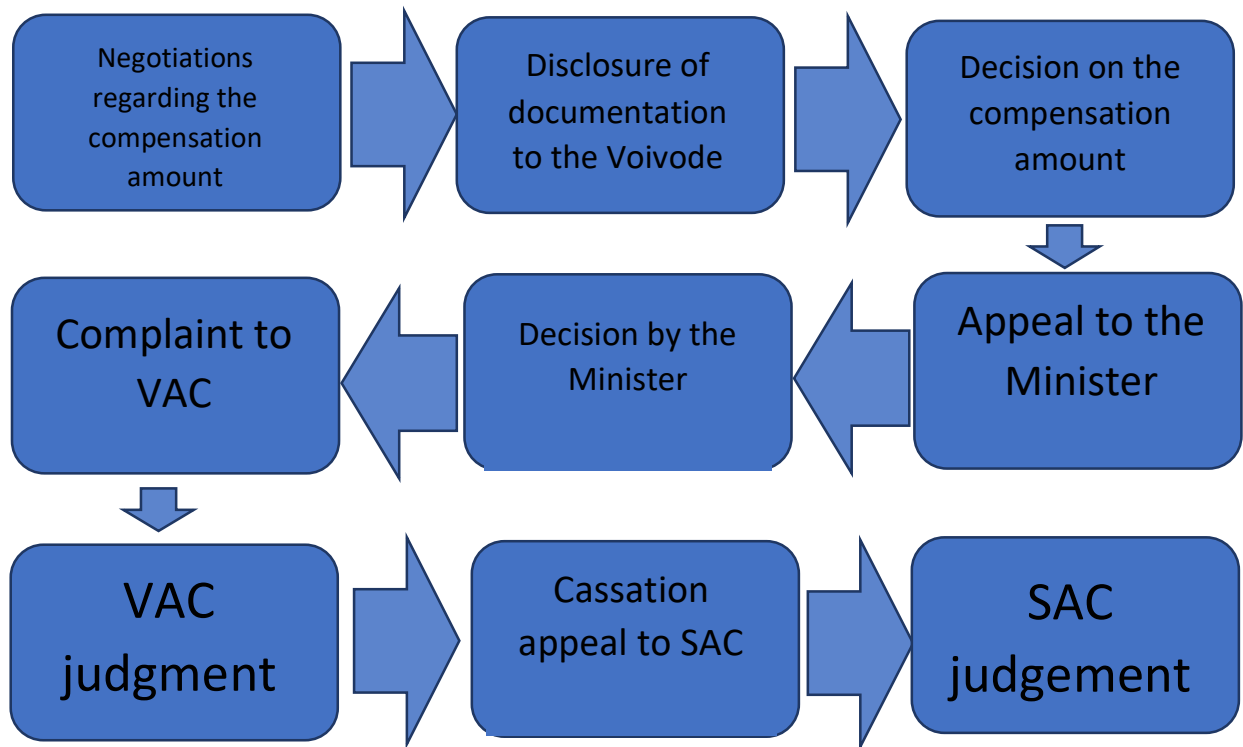 Negotiations
regarding the
compensation
amount
Disclosure of
documentation
to the Voivode
Decision on the
compensation
amount
Appeal to the
Minister
Decision by the
Minister
Complaint to
VAC
VAC
judgment
Cassation
appeal to SAC
SAC
judgement